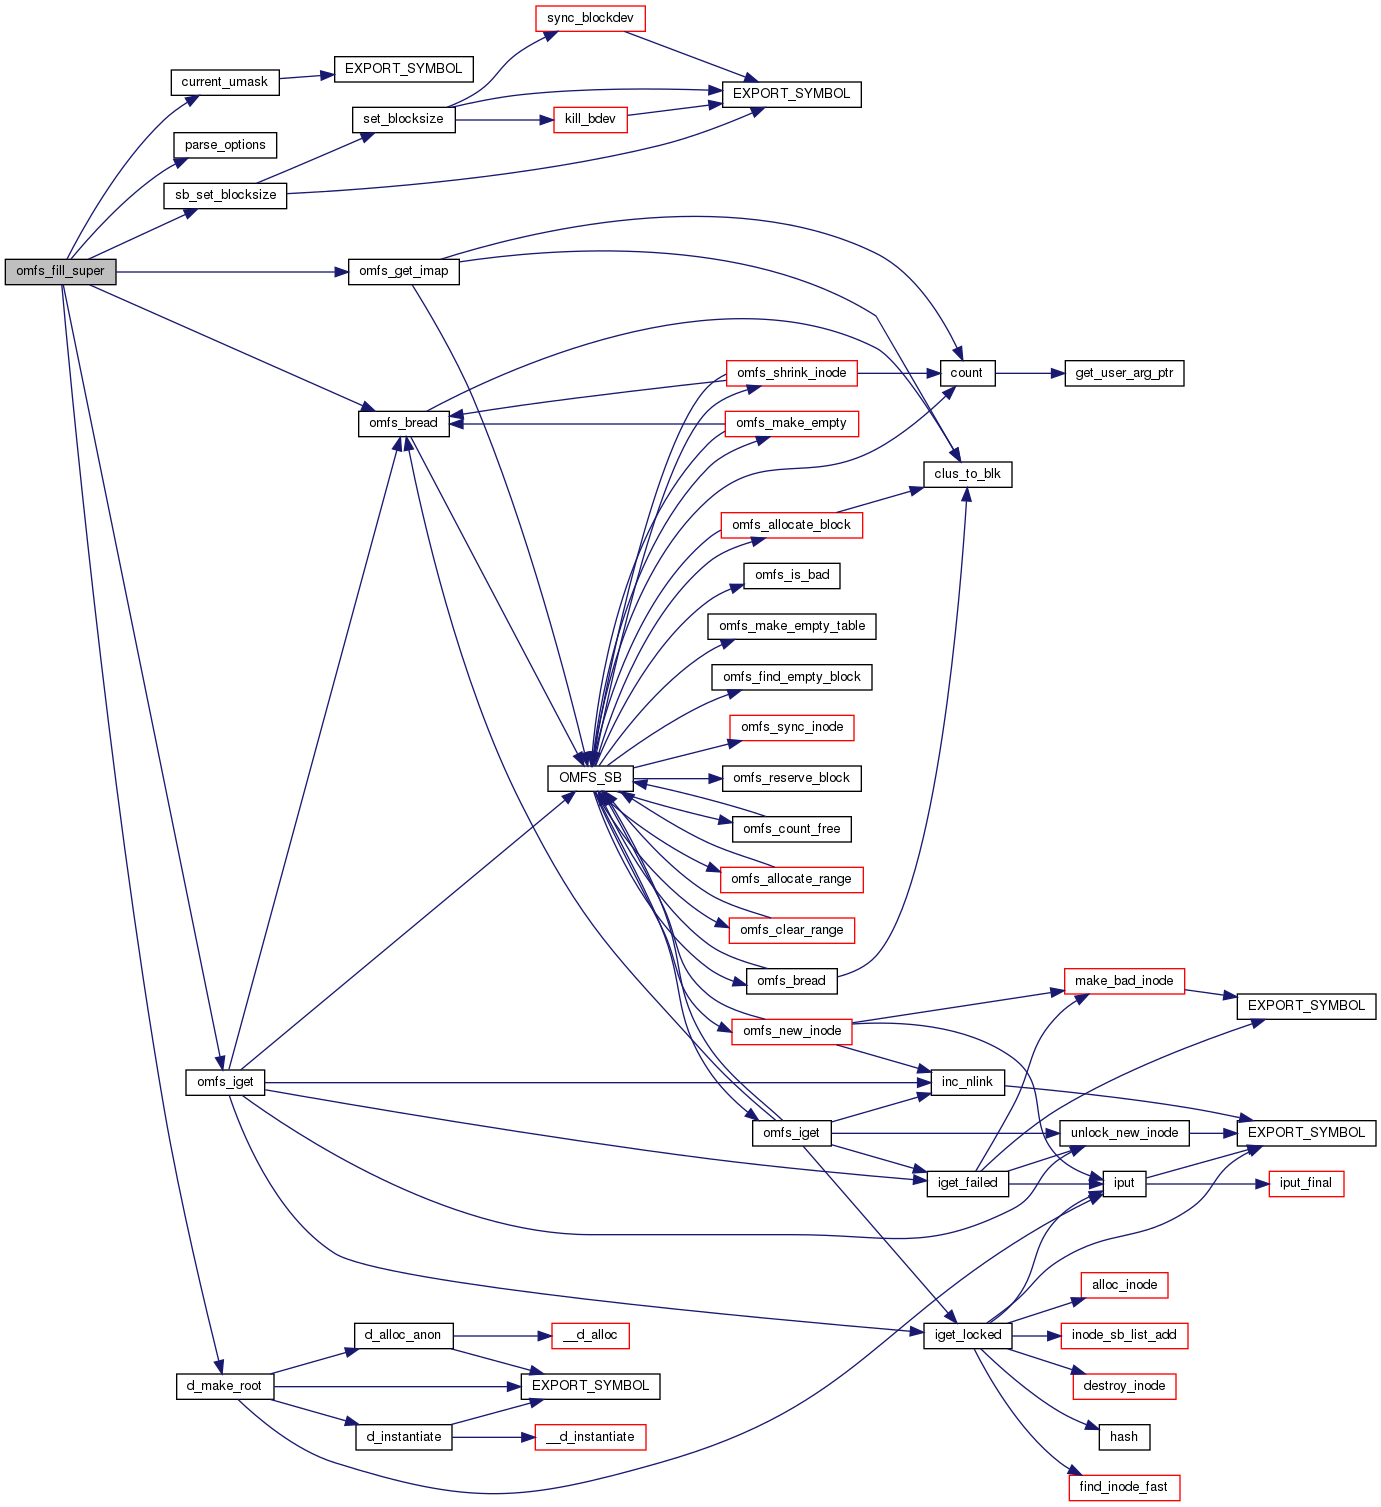 sync_blockdev
EXPORT_SYMBOL
current_umask
EXPORT_SYMBOL
set_blocksize
kill_bdev
parse_options
sb_set_blocksize
omfs_fill_super
omfs_get_imap
omfs_shrink_inode
count
get_user_arg_ptr
omfs_bread
omfs_make_empty
clus_to_blk
omfs_allocate_block
omfs_is_bad
omfs_make_empty_table
omfs_find_empty_block
omfs_sync_inode
OMFS_SB
omfs_reserve_block
omfs_count_free
omfs_allocate_range
omfs_clear_range
omfs_bread
make_bad_inode
EXPORT_SYMBOL
omfs_new_inode
omfs_iget
inc_nlink
omfs_iget
unlock_new_inode
EXPORT_SYMBOL
iget_failed
iput
iput_final
alloc_inode
d_alloc_anon
__d_alloc
iget_locked
inode_sb_list_add
d_make_root
EXPORT_SYMBOL
destroy_inode
d_instantiate
__d_instantiate
hash
find_inode_fast